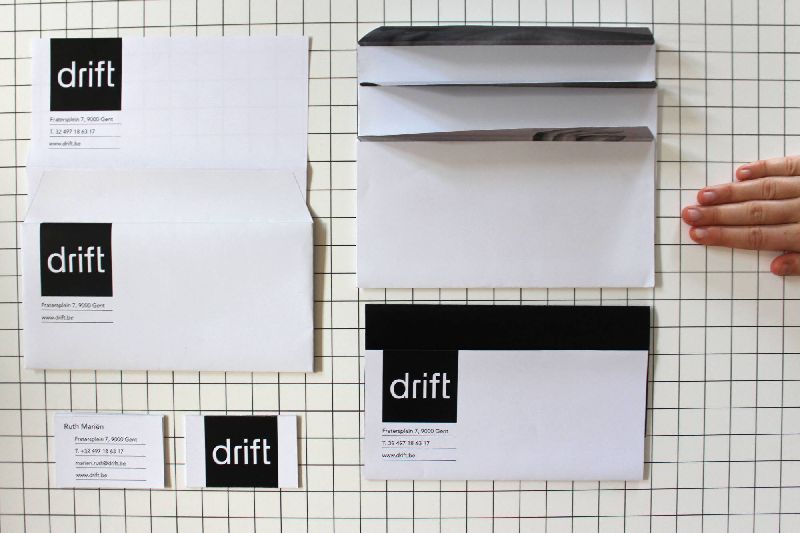 drift
Fratersplein 7, 9000 Gent
T. 32 497 18 63 17
www.drift.be
drift
Fratersplein 7, 9000 Gent
www.drift.be
drift
Fratersplein 7, 9000 Gent
T. 32 497 18 63 17
www.drift.be
Ruth Mariën
Fratersplein 7, 9000 Gent
T. +32 497 18 63 17
marien.ruth@drift.be
www.drift.be
drift